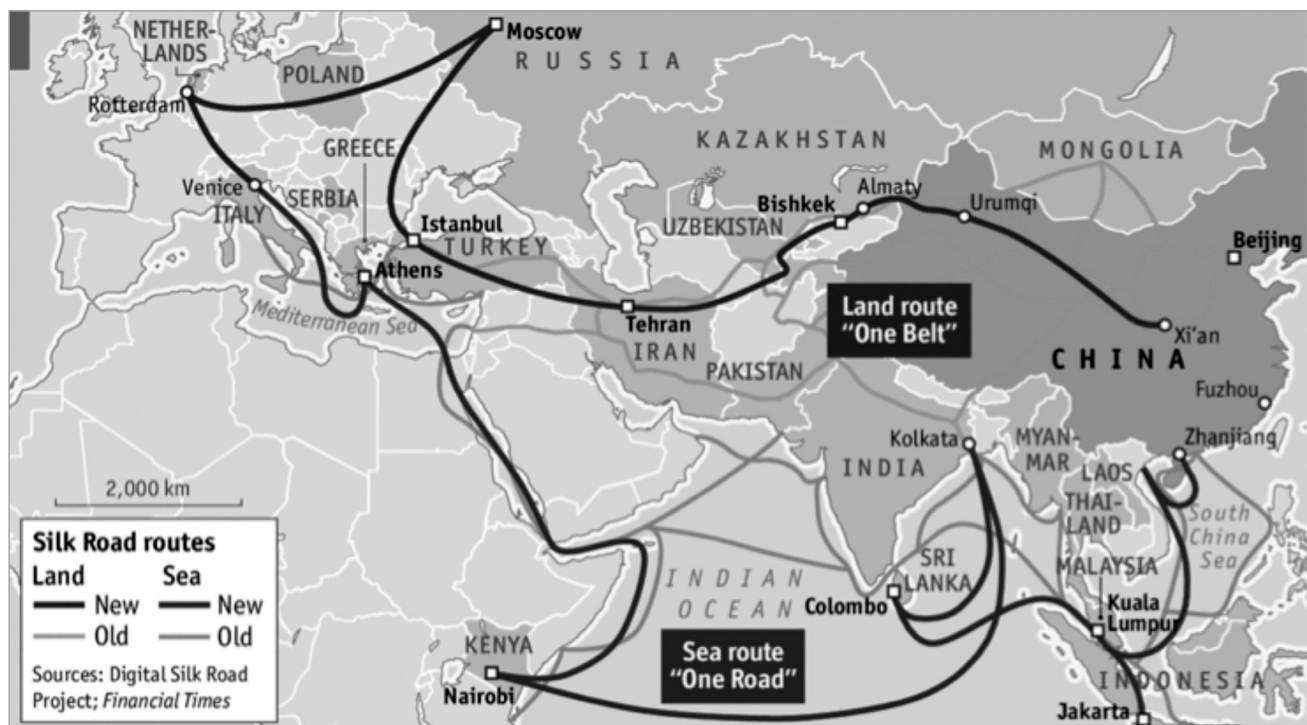 NETHER-
LANDS
Moscow
RUSSIA
POLAND
Rotterdam
KAZAKHSTAN
MONGOLIA
GREECE
Venice
SERBIA
ITALY
Almaty
Bishkek
Urumqi
UZBEKISTAN
Istanbul
TURKEY
Beijing
Athens
Mediterranean Sea
Land route
“One Belt”
Tehran
IRAN
Xi’an
CHINA
PAKISTAN
Fuzhou
Kolkata
MYAN-
MAR
Zhanjiang
INDIA
LAOS
THAI-
LAND
South
China
Sea
2,000 km
SRI
LANKA
MALAYSIA
INDIAN
OCEAN
Colombo
Kuala
Lumpur
KENYA
Nairobi
Sea route
“One Road”
INDONESIA
Jakarta
Silk Road routes
Land Sea
New New
Old Old
Sources: Digital Silk Road
Project; Financial Times